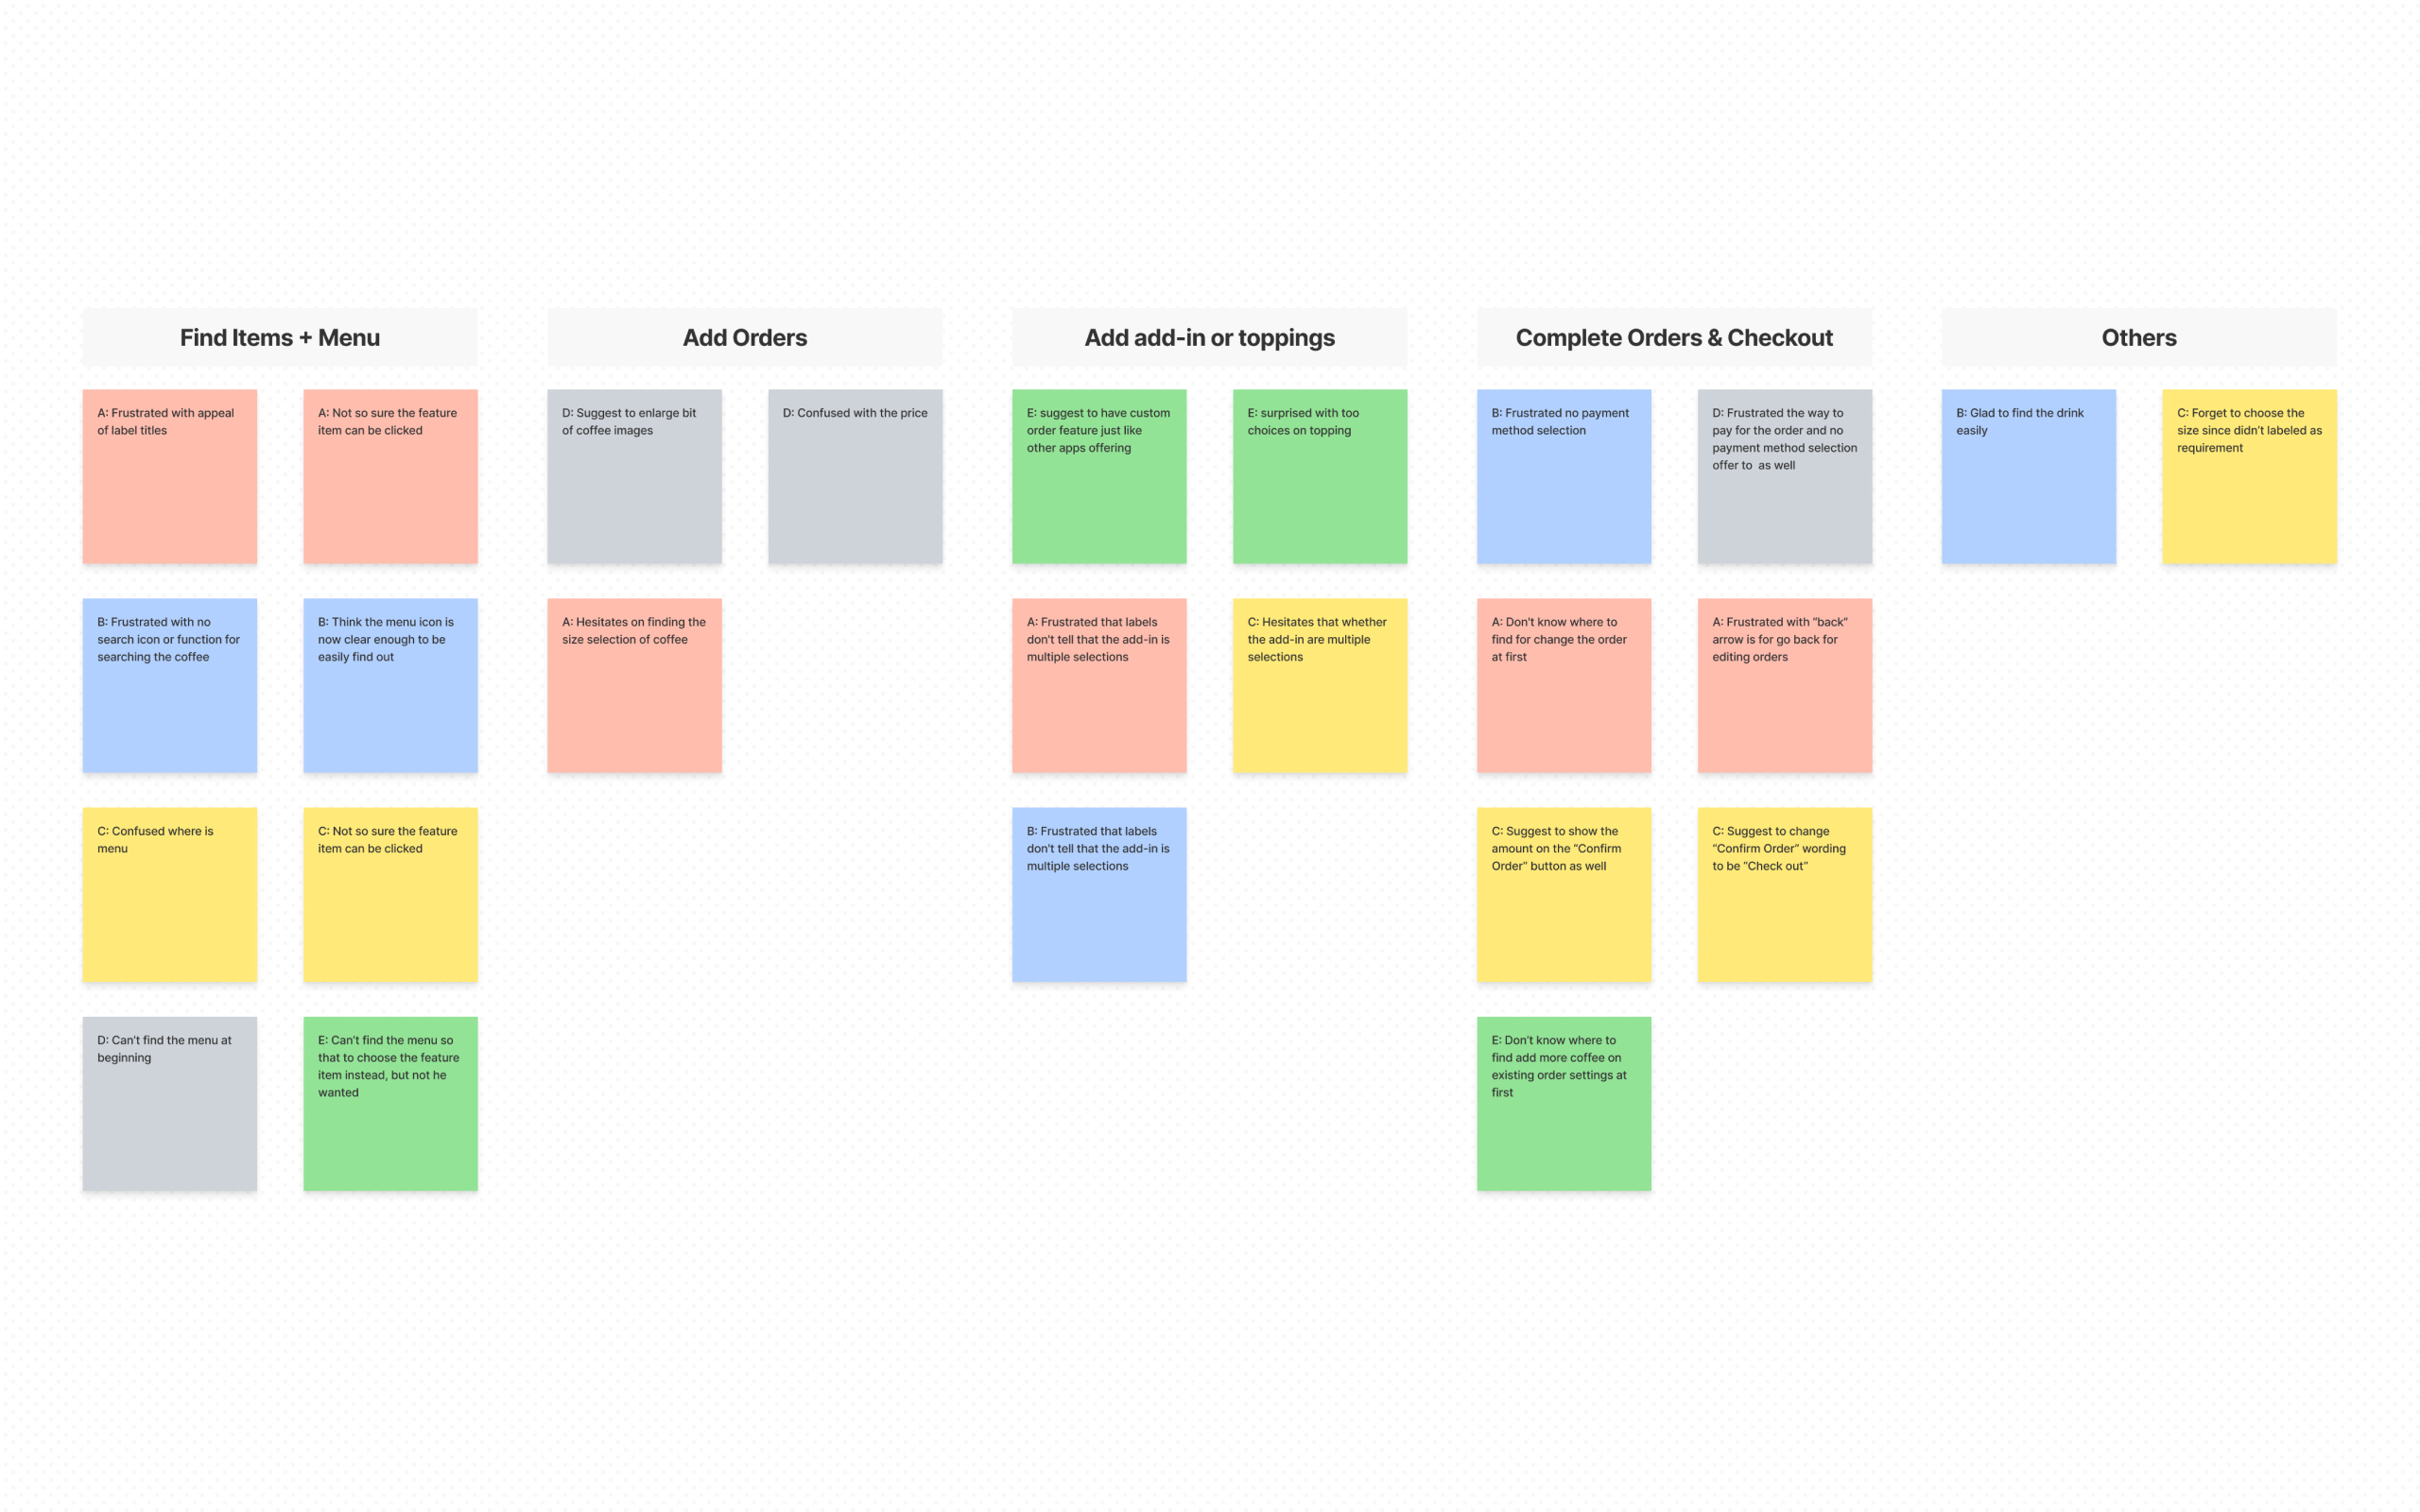 Find Items + Menu
A: Frustrated with appeal
of label titles
A: Not so sure the feature
item can be clicked
B: Frustrated with no
search icon or function for
searching the coffee
B: Think the menu icon is
now clear enough to be
easily find out
C: Confused where is
menu
C: Not so sure the feature
item can be clicked
D: Can’t find the menu at
beginning
E: Can’t find the menu so
that to choose the feature
item instead, but not he
wanted
Add Orders
D: Suggest to enlarge bit
of coffee images
D: Confused with the price
A: Hesitates on finding the
size selection of coffee
Add add-in or toppings
E: suggest to have custom
order feature just like
other apps offering
E: surprised with too
choices on topping
A: Frustrated that labels
don't tell that the add-in is
multiple selections
C: Hesitates that whether
the add-in are multiple
selections
B: Frustrated that labels
don't tell that the add-in is
multiple selections
Complete Orders & Checkout
B: Frustrated no payment
method selection
D: Frustrated the way to
pay for the order and no
payment method selection
offer to  as well
A: Don't know where to
find for change the order
at first
A: Frustrated with “back”
arrow is for go back for
editing orders
C: Suggest to show the
amount on the “Confirm
Order” button as well
C: Suggest to change
“Confirm Order” wording
to be “Check out”
E: Don’t know where to
find add more coffee on
existing order settings at
first
Others
B: Glad to find the drink
easily
C: Forget to choose the
size since didn’t labeled as
requirement